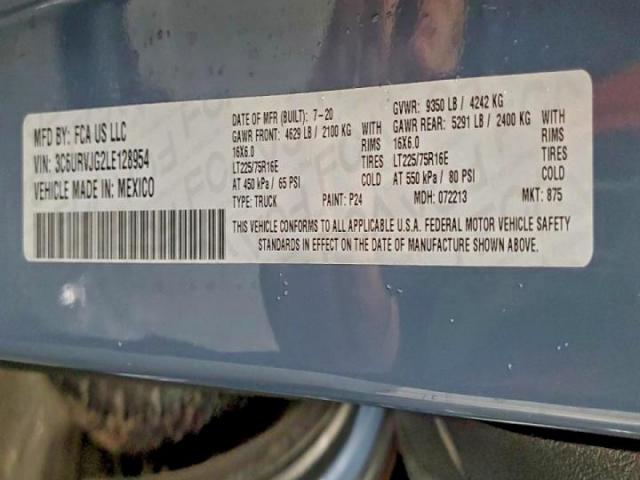 MFD BY: FCA US LLC
VIN: 3C6URVJG2LE128954
VEHICLE MADE IN: MEXICO
DATE OF MFR (BUILT): 7-20
GAWR FRONT: 4629 LB / 2100 KG WITH
16X6.0 RIMS
LT225/75R16E TIRES
AT 450 kPa / 65 PSI COLD
TYPE: TRUCK PAINT: P24
GVWR: 9350 LB / 4242 KG
GAWR REAR: 5291 LB / 2400 KG WITH
16X6.0 RIMS
LT225/75R16E TIRES
AT 550 kPa / 80 PSI COLD
MDH: 072213 MKT: 875
THIS VEHICLE CONFORMS TO ALL APPLICABLE U.S.A. FEDERAL MOTOR VEHICLE SAFETY
STANDARDS IN EFFECT ON THE DATE OF MANUFACTURE SHOWN ABOVE.